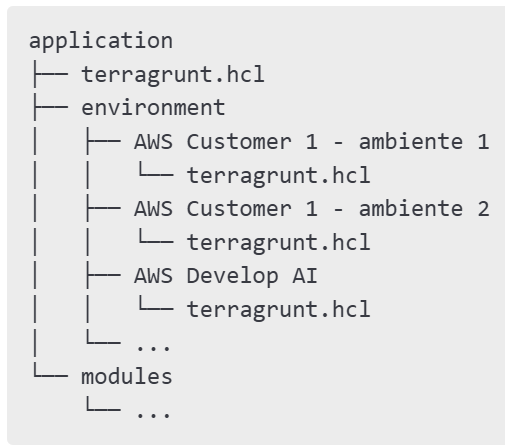 application
├── terragrunt.hcl
├── environment
│   ├── AWS Customer 1 - ambiente 1
│   │   └── terragrunt.hcl
│   ├── AWS Customer 1 - ambiente 2
│   │   └── terragrunt.hcl
│   ├── AWS Develop AI
│   │   └── terragrunt.hcl
│   └── ...
└── modules
    └── ...